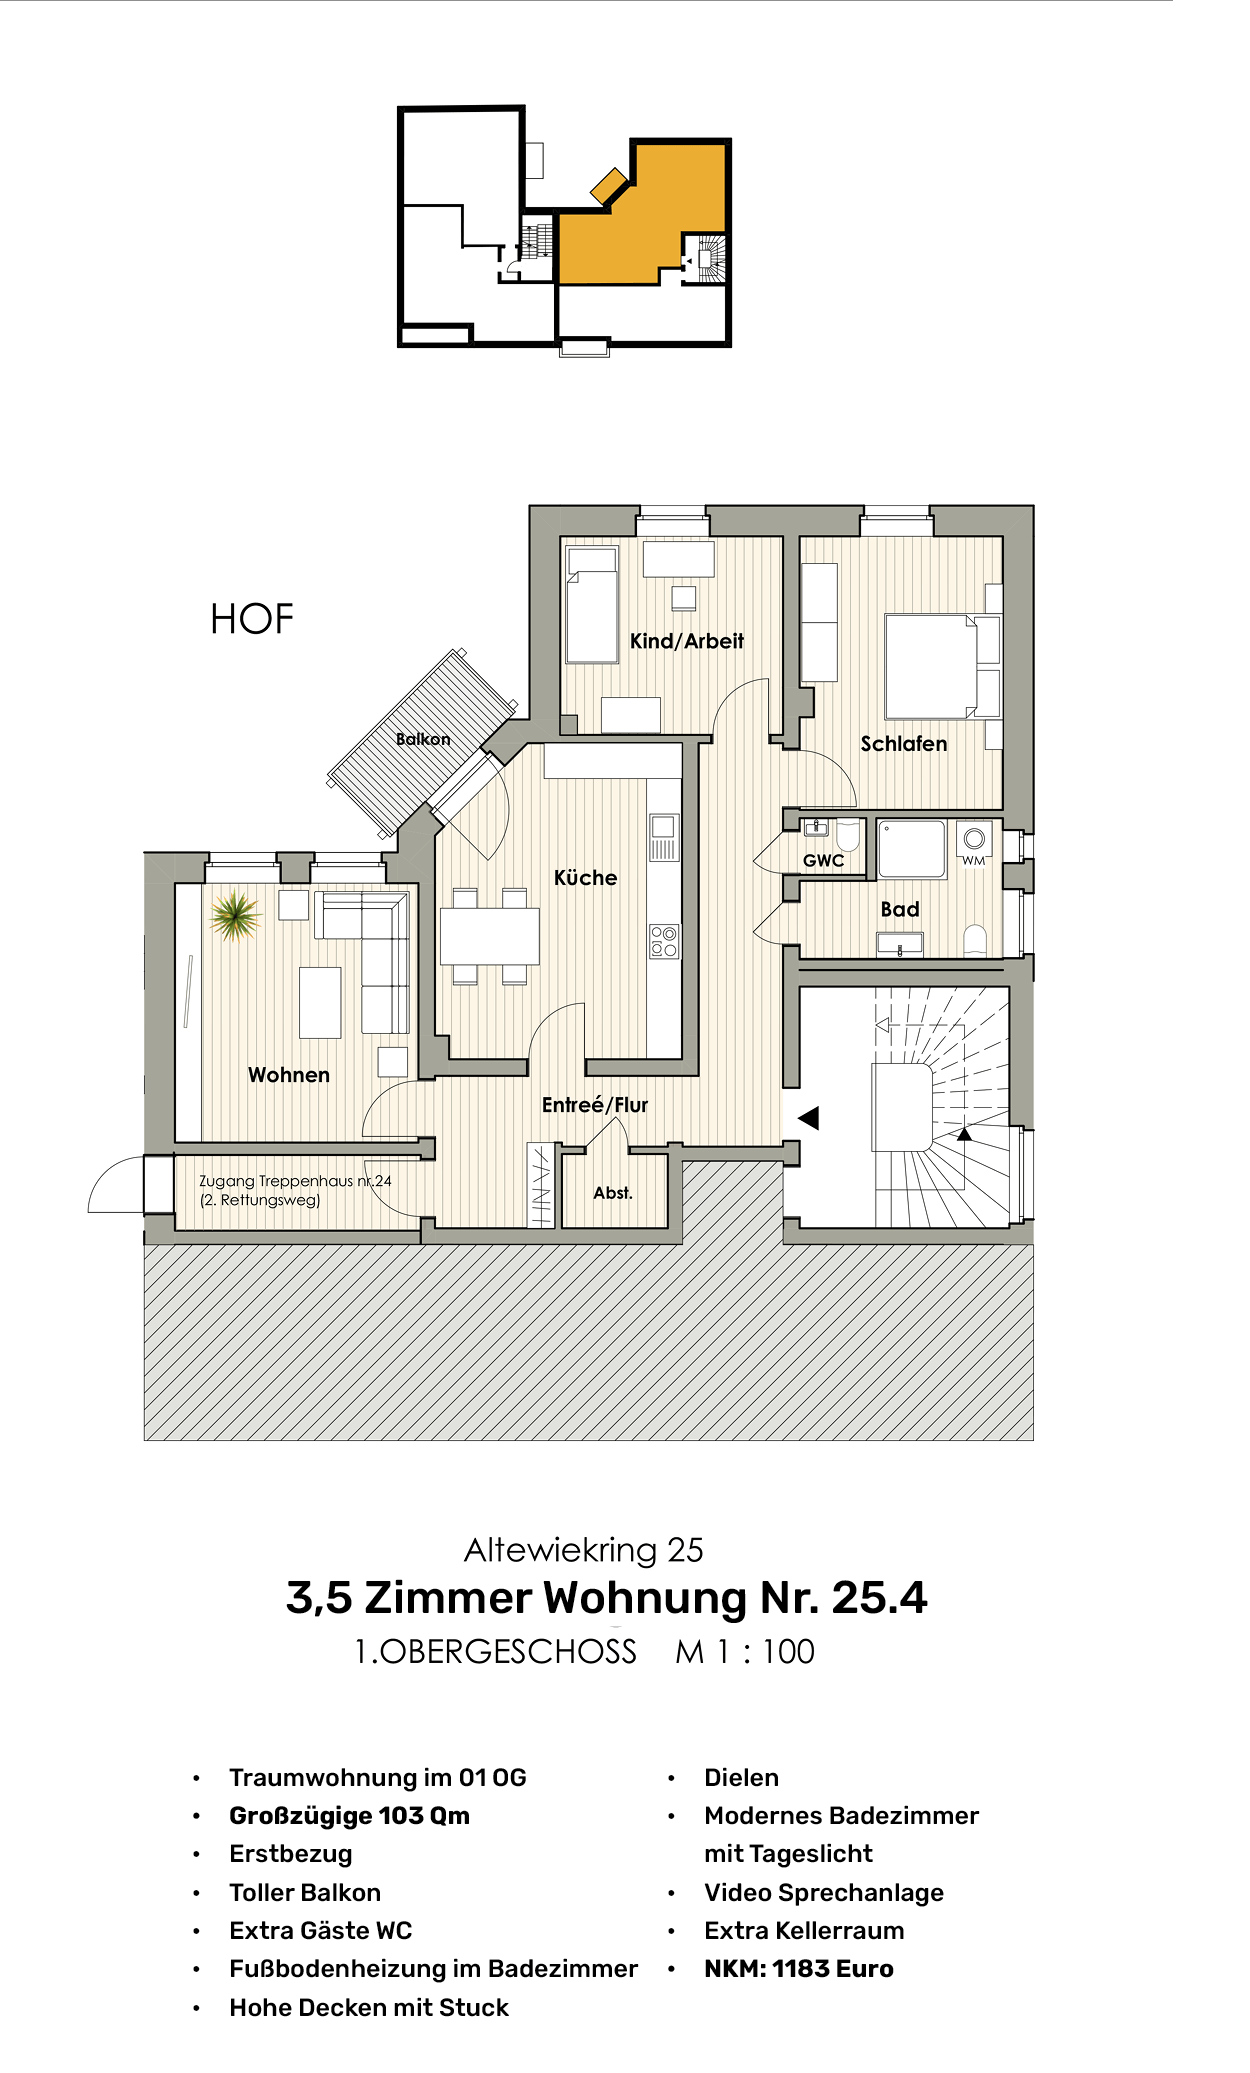 HOF
Kind/Arbeit
Balkon
Schlafen
GWC
WM
Küche
Bad
Wohnen
Entreé/Flur
Zugang Treppenhaus nr.24
(2. Rettungsweg)
Abst.
Altewiekring 25
3,5 Zimmer Wohnung Nr. 25.4
1.OBERGESCHOSS M 1 : 100
• Traumwohnung im 01 OG
• Großzügige 103 Qm
• Erstbezug
• Toller Balkon
• Extra Gäste WC
• Fußbodenheizung im Badezimmer
• Hohe Decken mit Stuck
• Dielen
• Modernes Badezimmer
mit Tageslicht
• Video Sprechanlage
• Extra Kellerraum
• NKM: 1183 Euro